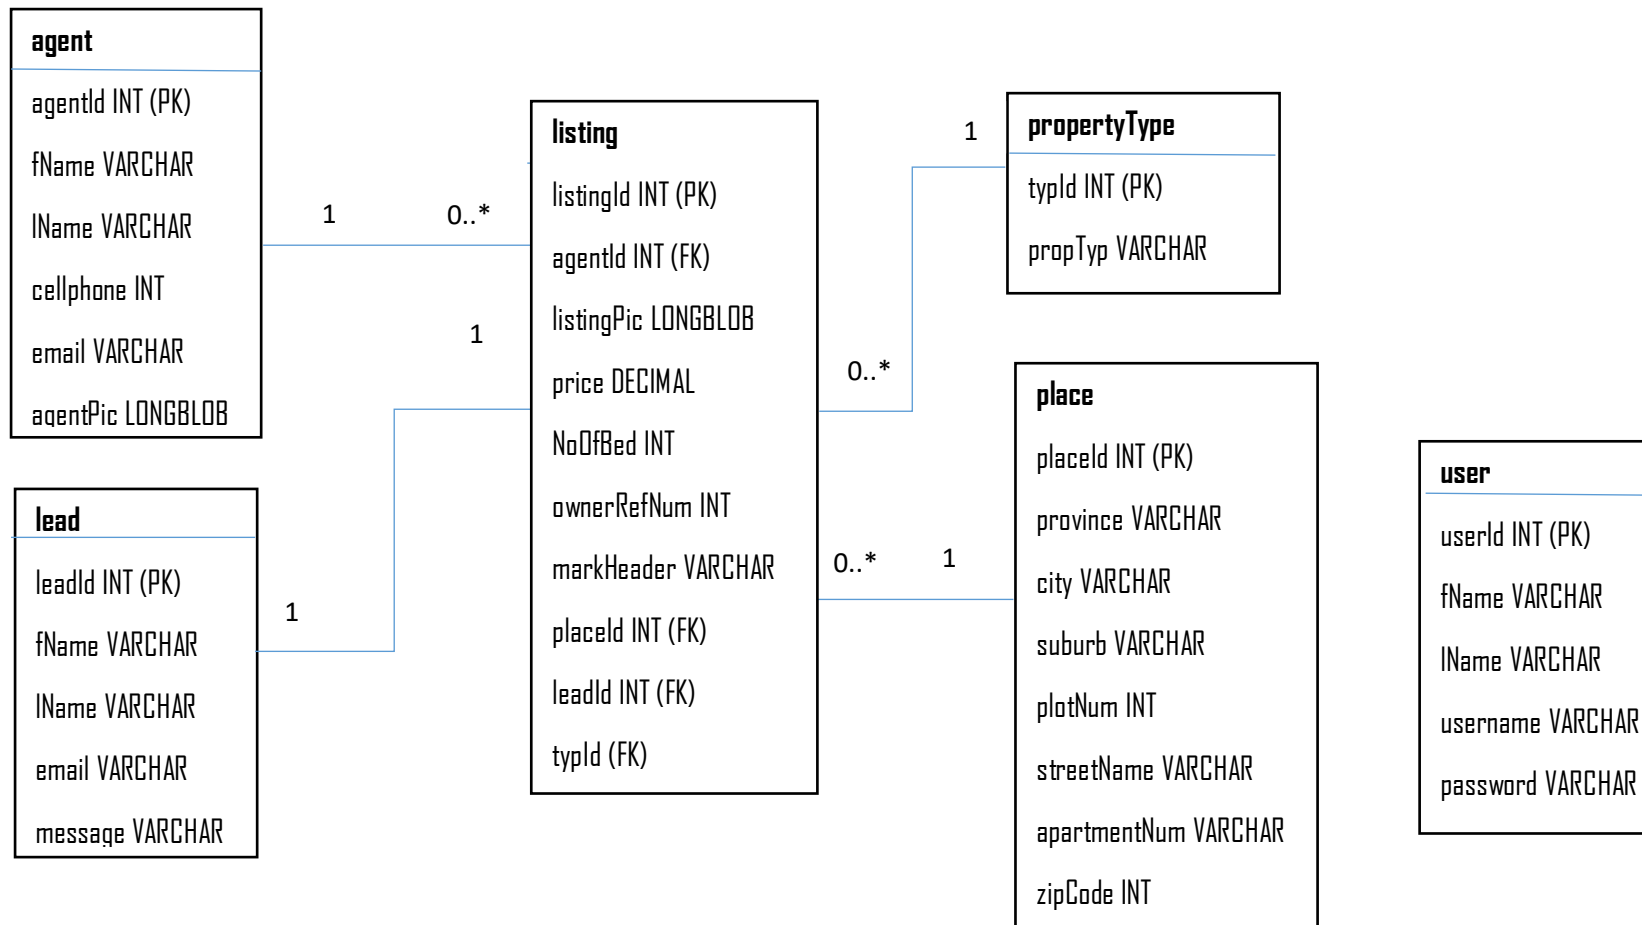 agent
agentId INT (PK)
fName VARCHAR
lName VARCHAR
cellphone INT
email VARCHAR
agentPic LONGBLOB
1
0..*
lead
leadId INT (PK)
fName VARCHAR
lName VARCHAR
email VARCHAR
message VARCHAR
1
1
listing
listingId INT (PK)
agentId INT (FK)
listingPic LONGBLOB
price DECIMAL
NoOfBed INT
ownerRefNum INT
markHeader VARCHAR
placeId INT (FK)
leadId INT (FK)
typId (FK)
0..*
1
propertyType
typId INT (PK)
propTyp VARCHAR
0..*
1
place
placeId INT (PK)
province VARCHAR
city VARCHAR
suburb VARCHAR
plotNum INT
streetName VARCHAR
apartmentNum VARCHAR
zipCode INT
user
userId INT (PK)
fName VARCHAR
lName VARCHAR
username VARCHAR
password VARCHAR